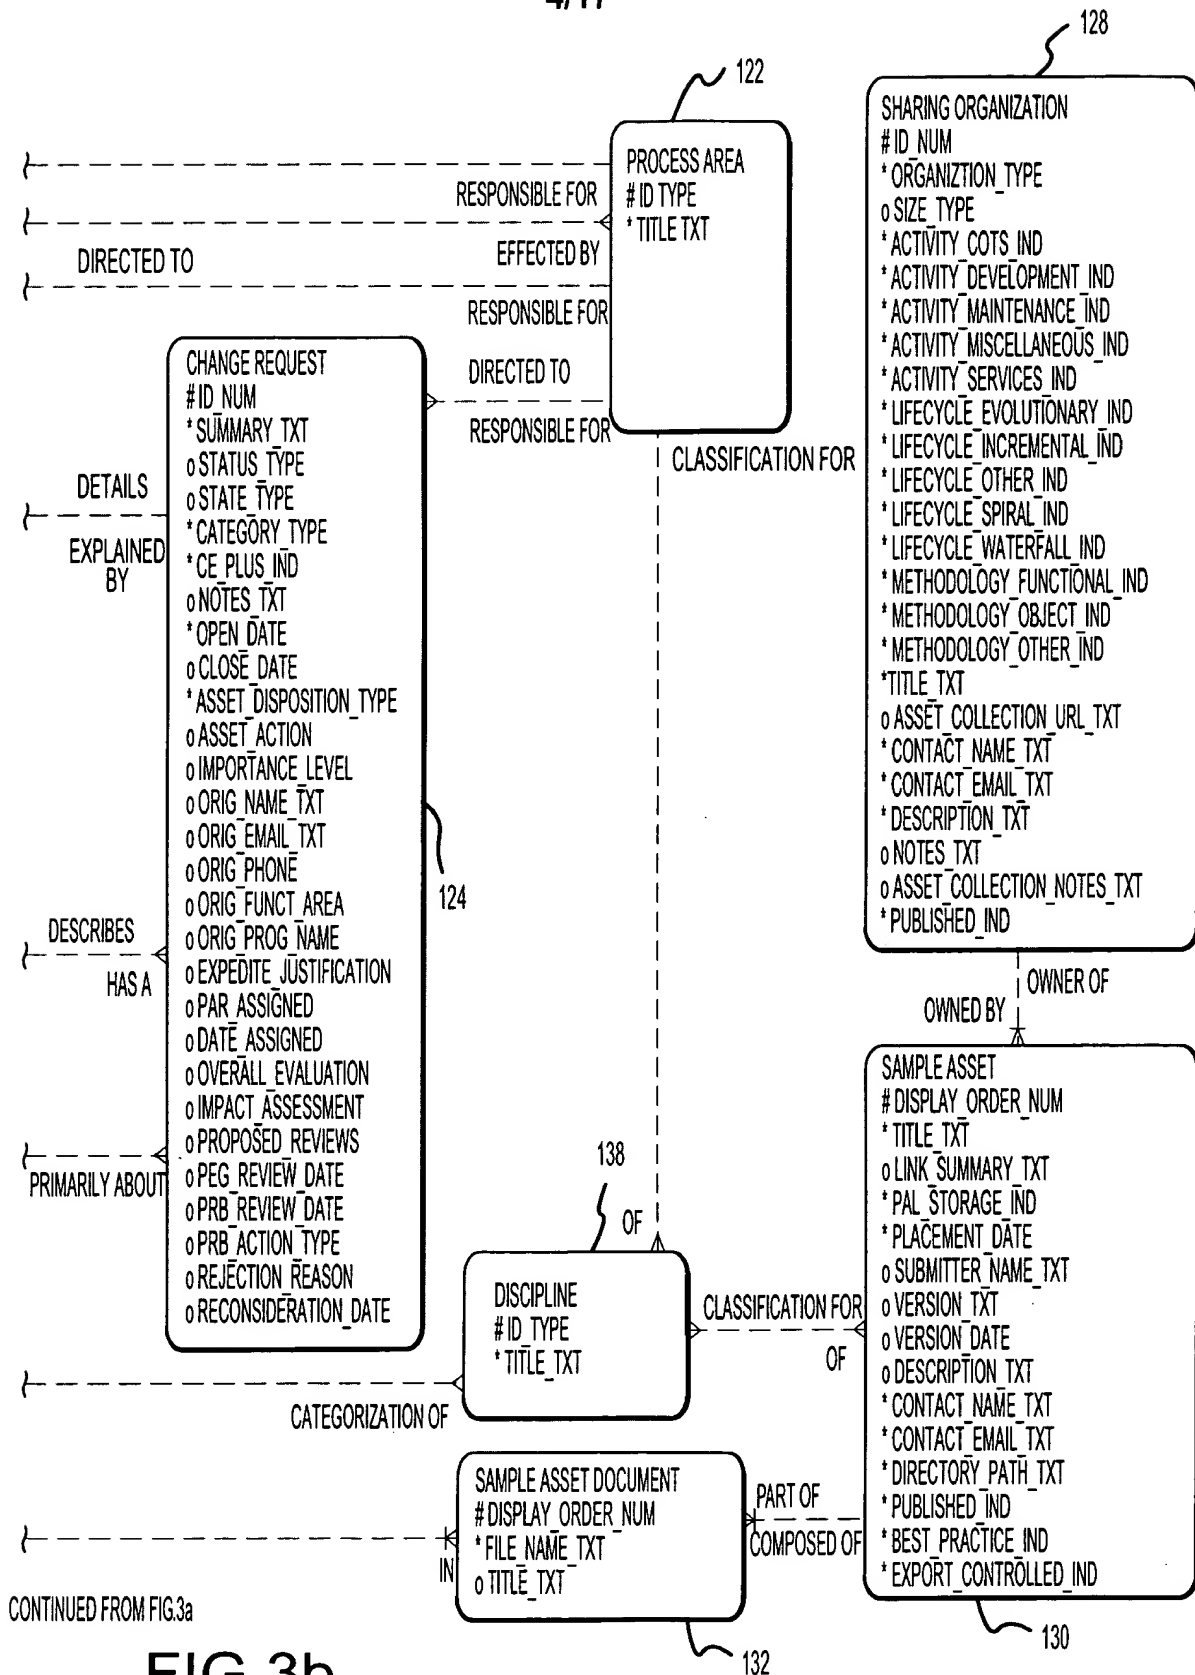 4/17
128
122
SHARING ORGANIZATION
# ID_NUM
* ORGANIZTION_TYPE
o SIZE_TYPE
* ACTIVITY_COTS_IND
* ACTIVITY_DEVELOPMENT_IND
* ACTIVITY_MAINTENANCE_IND
* ACTIVITY_MISCELLANEOUS_IND
* ACTIVITY_SERVICES_IND
* LIFECYCLE_EVOLUTIONARY_IND
* LIFECYCLE_INCREMENTAL_IND
* LIFECYCLE_OTHER_IND
* LIFECYCLE_SPIRAL_IND
* LIFECYCLE_WATERFALL_IND
* METHODOLOGY_FUNCTIONAL_IND
* METHODOLOGY_OBJECT_IND
* METHODOLOGY_OTHER_IND
*TITLE_TXT
o ASSET_COLLECTION_URL_TXT
* CONTACT_NAME_TXT
* CONTACT_EMAIL_TXT
* DESCRIPTION_TXT
o NOTES_TXT
o ASSET_COLLECTION_NOTES_TXT
* PUBLISHED_IND
PROCESS AREA
# ID TYPE
* TITLE TXT
RESPONSIBLE FOR
EFFECTED BY
DIRECTED TO
RESPONSIBLE FOR
DIRECTED TO
RESPONSIBLE FOR
CLASSIFICATION FOR
CHANGE REQUEST
# ID_NUM
* SUMMARY_TXT
o STATUS_TYPE
o STATE_TYPE
* CATEGORY_TYPE
* CE_PLUS_IND
o NOTES_TXT
* OPEN_DATE
o CLOSE_DATE
* ASSET_DISPOSITION_TYPE
o ASSET_ACTION
o IMPORTANCE_LEVEL
o ORIG_NAME_TXT
o ORIG_EMAIL_TXT
o ORIG_PHONE
o ORIG_FUNCT_AREA
o ORIG_PROG_NAME
o EXPEDITE_JUSTIFICATION
o PAR_ASSIGNED
o DATE_ASSIGNED
o OVERALL_EVALUATION
o IMPACT_ASSESSMENT
o PROPOSED_REVIEWS
o PEG_REVIEW_DATE
o PRB_REVIEW_DATE
o PRB_ACTION_TYPE
o REJECTION_REASON
o RECONSIDERATION_DATE
DETAILS
EXPLAINED
BY
124
DESCRIBES
HAS A
PRIMARILY ABOUT
OWNER OF
OWNED BY
SAMPLE ASSET
# DISPLAY_ORDER_NUM
* TITLE_TXT
o LINK_SUMMARY_TXT
* PAL_STORAGE_IND
* PLACEMENT_DATE
o SUBMITTER_NAME_TXT
o VERSION_TXT
o VERSION_DATE
o DESCRIPTION_TXT
* CONTACT_NAME_TXT
* CONTACT_EMAIL_TXT
* DIRECTORY_PATH_TXT
* PUBLISHED_IND
* BEST_PRACTICE_IND
* EXPORT_CONTROLLED_IND
138
OF
DISCIPLINE
# ID_TYPE
* TITLE_TXT
CLASSIFICATION FOR
OF
CATEGORIZATION OF
SAMPLE ASSET DOCUMENT
# DISPLAY_ORDER_NUM
* FILE_NAME_TXT
o TITLE_TXT
PART OF
COMPOSED OF
IN
CONTINUED FROM FIG.3a
130
132
FIG.3b